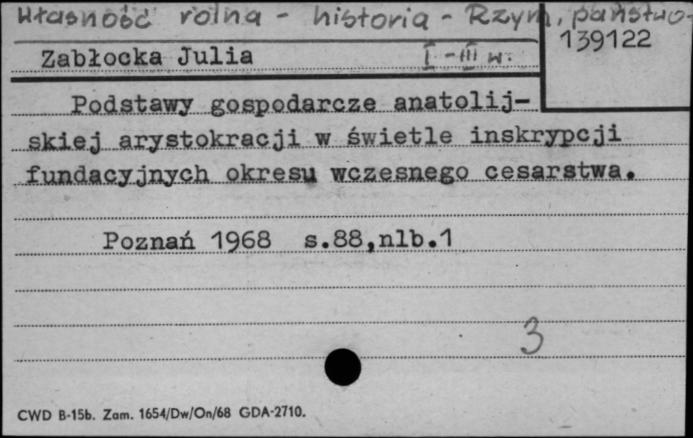 Własność rolna - historia - Rzym, państwo
139122
Zabłocka Julia I-III w.
Podstawy gospodarcze anatolij-
skiej arystokracji w świetle inskrypcji
fundacyjnych okresu wczesnego cesarstwa.
Poznań 1968 s.88,nlb.1
3
CWD B-15b. Zam. 1654/Dw/On/68 GDA-2710.